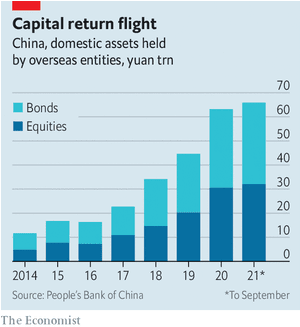 Capital return flight
China, domestic assets held
by overseas entities, yuan trn
Bonds
Equities
70
60
50
40
30
20
10
0
2014 15 16 17 18 19 20 21*
Source: People's Bank of China *To September
The Economist